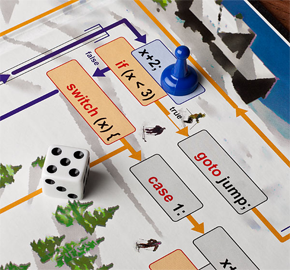 x+2;
false
if (x < 3)
true
switch (x) {
goto jump;
case 1: